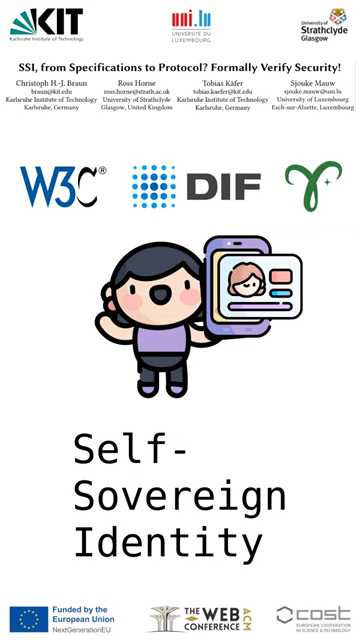 KIT
Karlsruhe Institute of Technology
uni.lu
UNIVERSITÉ DU
LUXEMBOURG
University of
Strathclyde
Glasgow
SSI, from Specifications to Protocol? Formally Verify Security!
Christoph H.-J. Braun
braun@kit.edu
Karlsruhe Institute of Technology
Karlsruhe, Germany
Ross Horne
ross.horne@strath.ac.uk
University of Strathclyde
Glasgow, United Kingdom
Tobias Käfer
tobias.kaefer@kit.edu
Karlsruhe Institute of Technology
Karlsruhe, Germany
Sjouke Mauw
sjouke.mauw@uni.lu
University of Luxembourg
Esch-sur-Alzette, Luxembourg
W3C®
DIF
Self-
Sovereign
Identity
Funded by the
European Union
NextGenerationEU
THE WEB
CONFERENCE
ACM
cost
EUROPEAN COOPERATION
IN SCIENCE & TECHNOLOGY